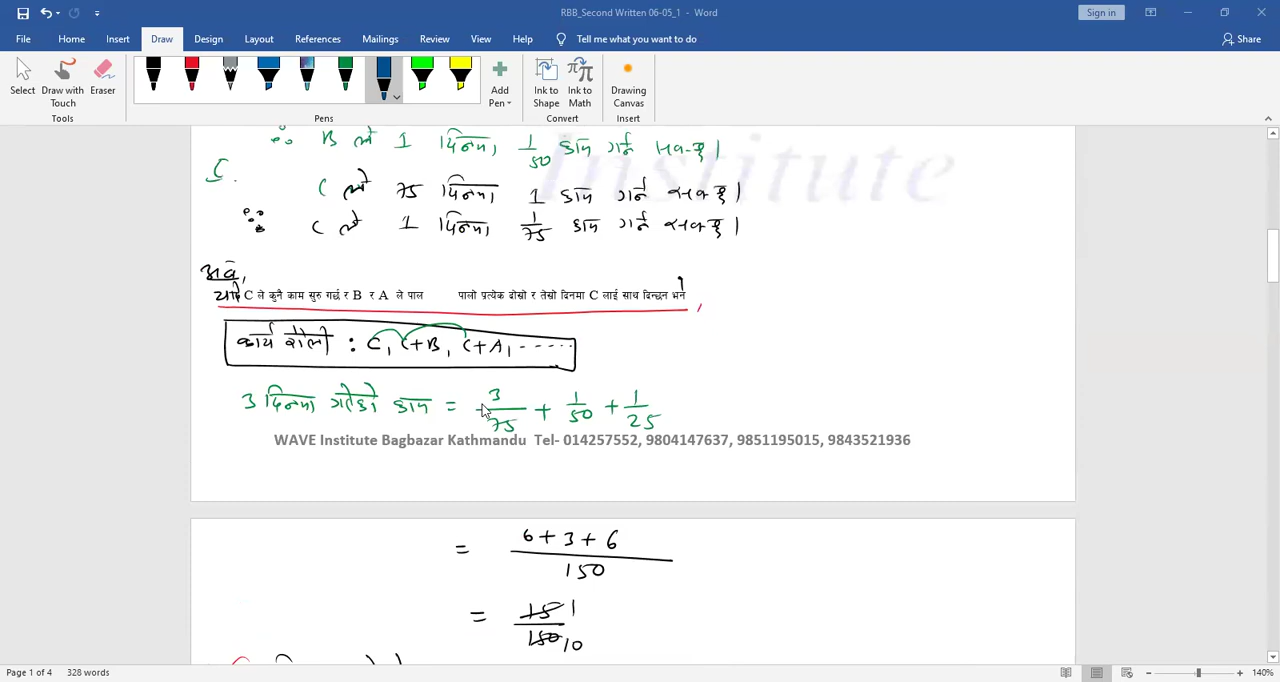 RBB_Second Written 06-05_1 - Word
Sign in
File Home Insert Draw Design Layout References Mailings Review View Help Tell me what you want to do Share
Select Draw with Touch Eraser Add Pen Ink to Shape Ink to Math Drawing Canvas
Tools Pens Convert Insert
∴ B ले 1 दिनमा 1/50 काम गर्न सक्छ।
Institute
C ले 75 दिनमा 1 काम गर्न सक्छ।
∴ C ले 1 दिनमा 1/75 काम गर्न सक्छ।
अब,
यदि C ले कुनै काम सुरु गर्छ र B र A ले पाल पालो प्रत्येक दोस्रो र तेस्रो दिनमा C लाई साथ दिन्छन भने,
कार्य शैली : C, C+B, C+A, -----
3 दिनमा गरेको काम = 3/75 + 1/50 + 1/25
WAVE Institute Bagbazar Kathmandu Tel- 014257552, 9804147637, 9851195015, 9843521936
= 6+3+6/150
= 15 1/150 10
Page 1 of 4 328 words 140%